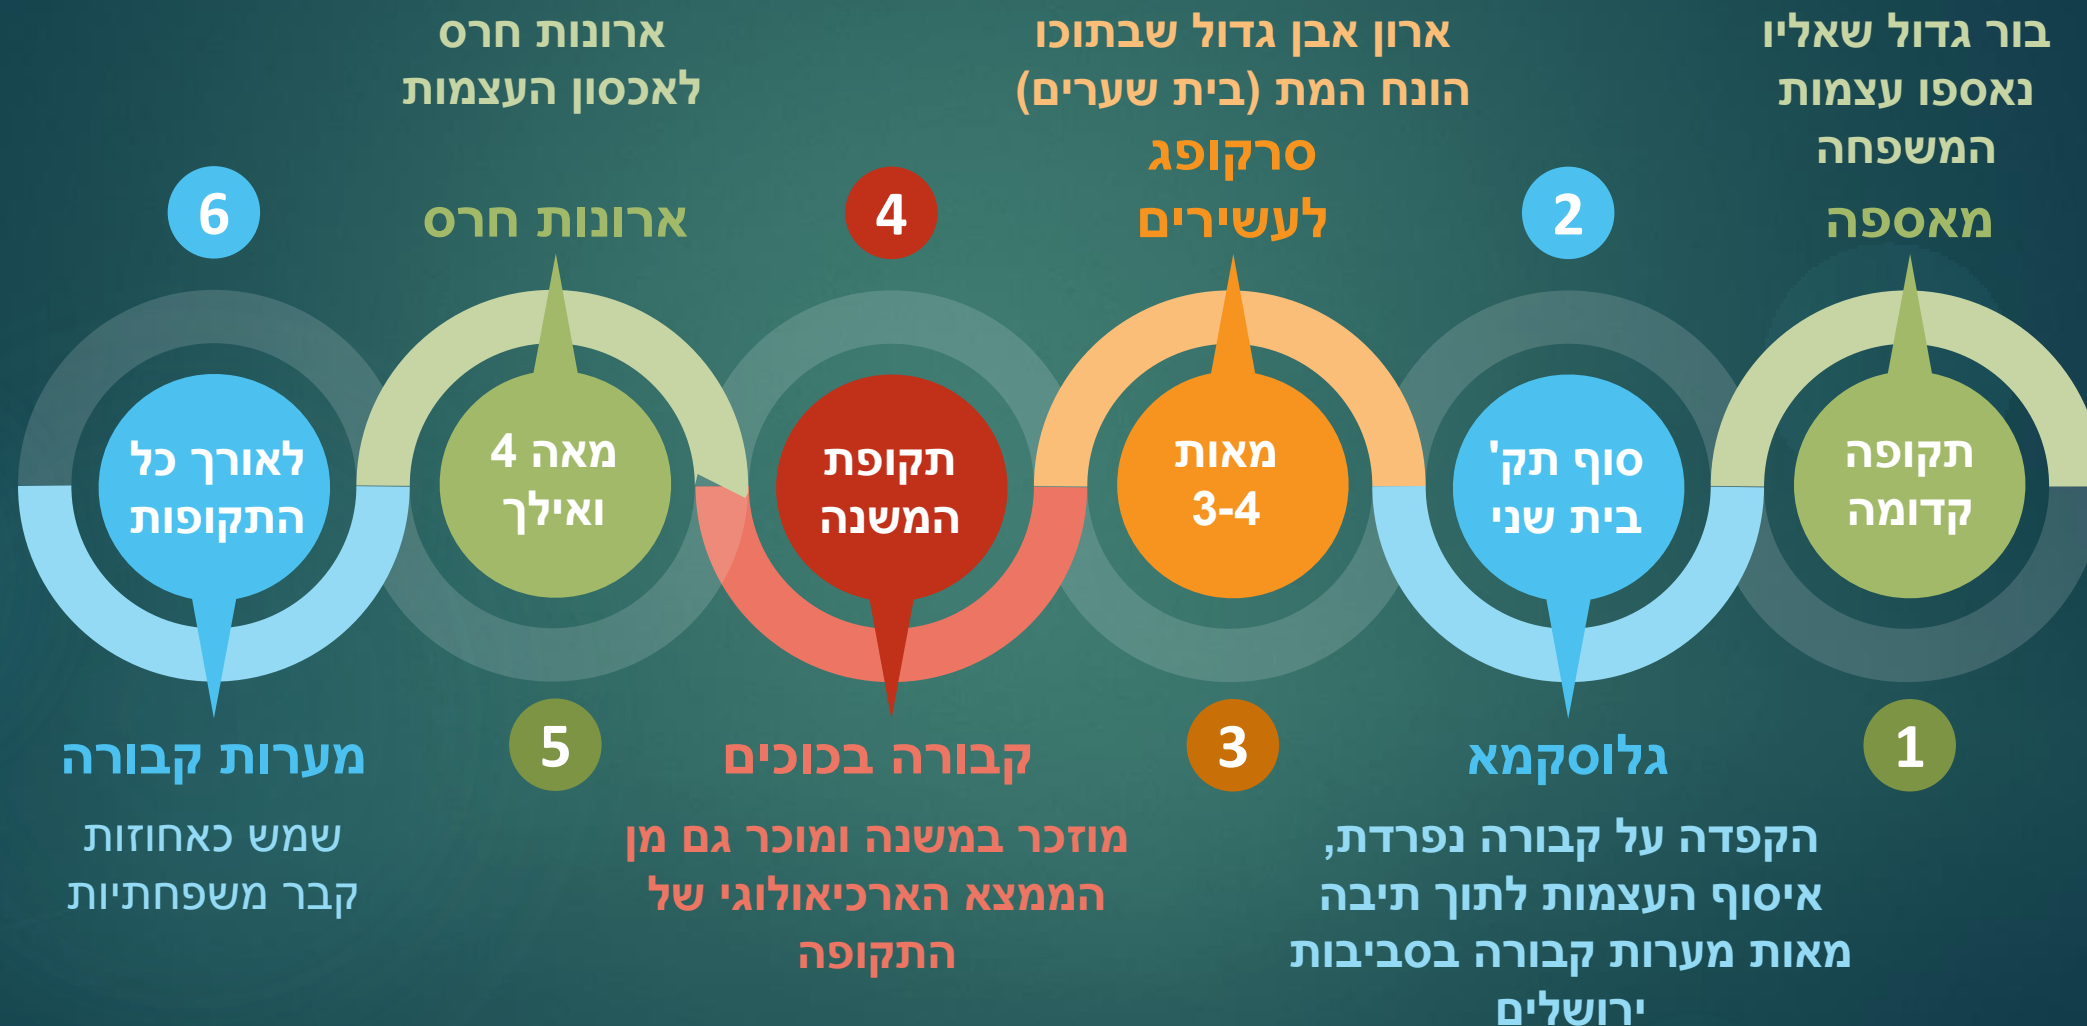 בור גדול שאליו
נאספו עצמות
המשפחה
מאספה
תקופה
קדומה
1
2
סוף תק'
בית שני
גלוסקמא
הקפדה על קבורה נפרדת,
איסוף העצמות לתוך תיבה
מאות מערות קבורה בסביבות
ירושלים
ארון אבן גדול שבתוכו
הונח המת (בית שערים)
סרקופג
לעשירים
מאות
3-4
3
4
תקופת
המשנה
קבורה בכוכים
מוזכר במשנה ומוכר גם מן
הממצא הארכיאולוגי של
התקופה
ארונות חרס
לאכסון העצמות
ארונות חרס
מאה 4
ואילך
5
6
לאורך כל
התקופות
מערות קבורה
שמש כאחוזות
קבר משפחתיות